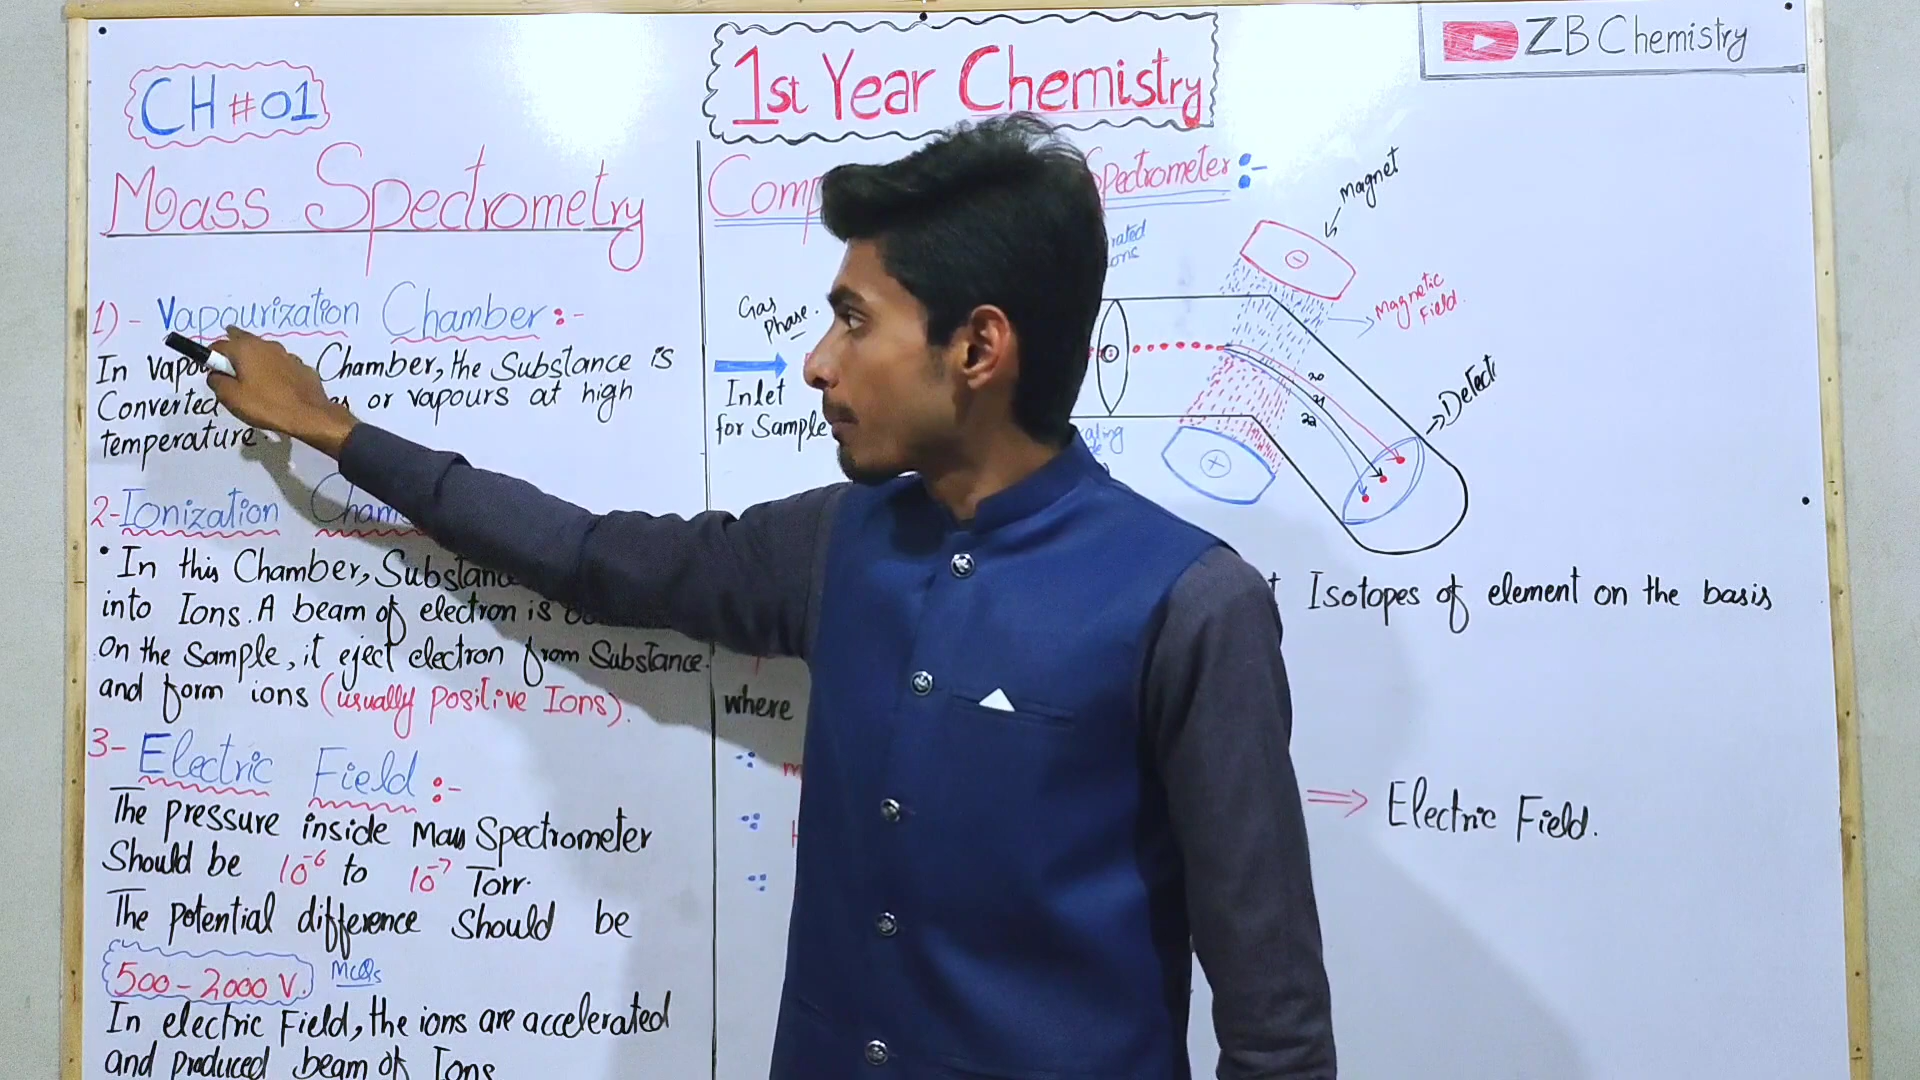 CH # 01
1st Year Chemistry
ZB Chemistry
Mass Spectrometry
1) - Vapourization Chamber :-
In Chamber, the Substance is
Converted or vapours at high
temperature.
2- Ionization
• In this Chamber,
into Ions. A beam of electron is
On the Sample, it eject electron from Substance.
and form ions (usually positive Ions).
3- Electric Field :-
The pressure inside Mass Spectrometer
Should be 10⁻⁶ to 10⁻⁷ Torr.
The Potential difference Should be
500 - 2000 V. MCQs
In electric Field, the ions are accelerated
and produced beam of Ions
Spectrometer :-
Gas
Phase.
Inlet
for Sample
Magnet
Magnetic
Field.
20
21
22
Isotopes of element on the basis
where
⇒ Electric Field.